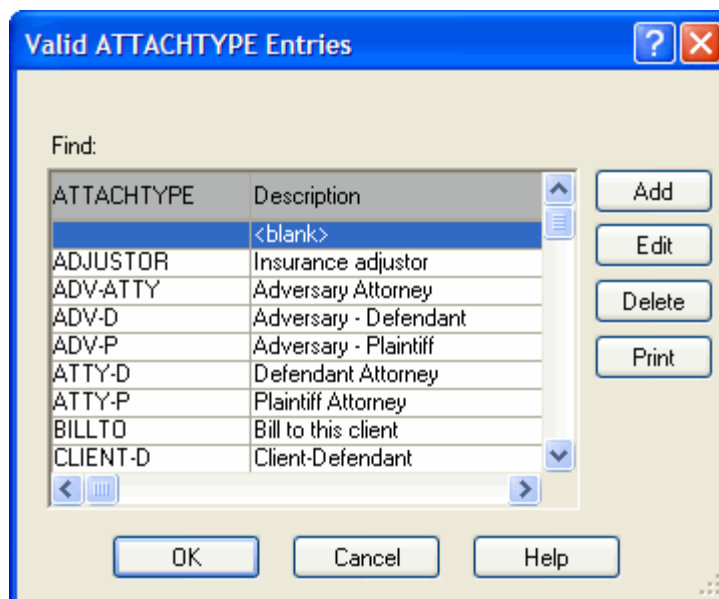 Valid ATTACHTYPE Entries
Find:
ATTACHTYPE Description
<blank>
ADJUSTOR Insurance adjustor
ADV-ATTY Adversary Attorney
ADV-D Adversary - Defendant
ADV-P Adversary - Plaintiff
ATTY-D Defendant Attorney
ATTY-P Plaintiff Attorney
BILLTO Bill to this client
CLIENT-D Client-Defendant
Add
Edit
Delete
Print
OK Cancel Help